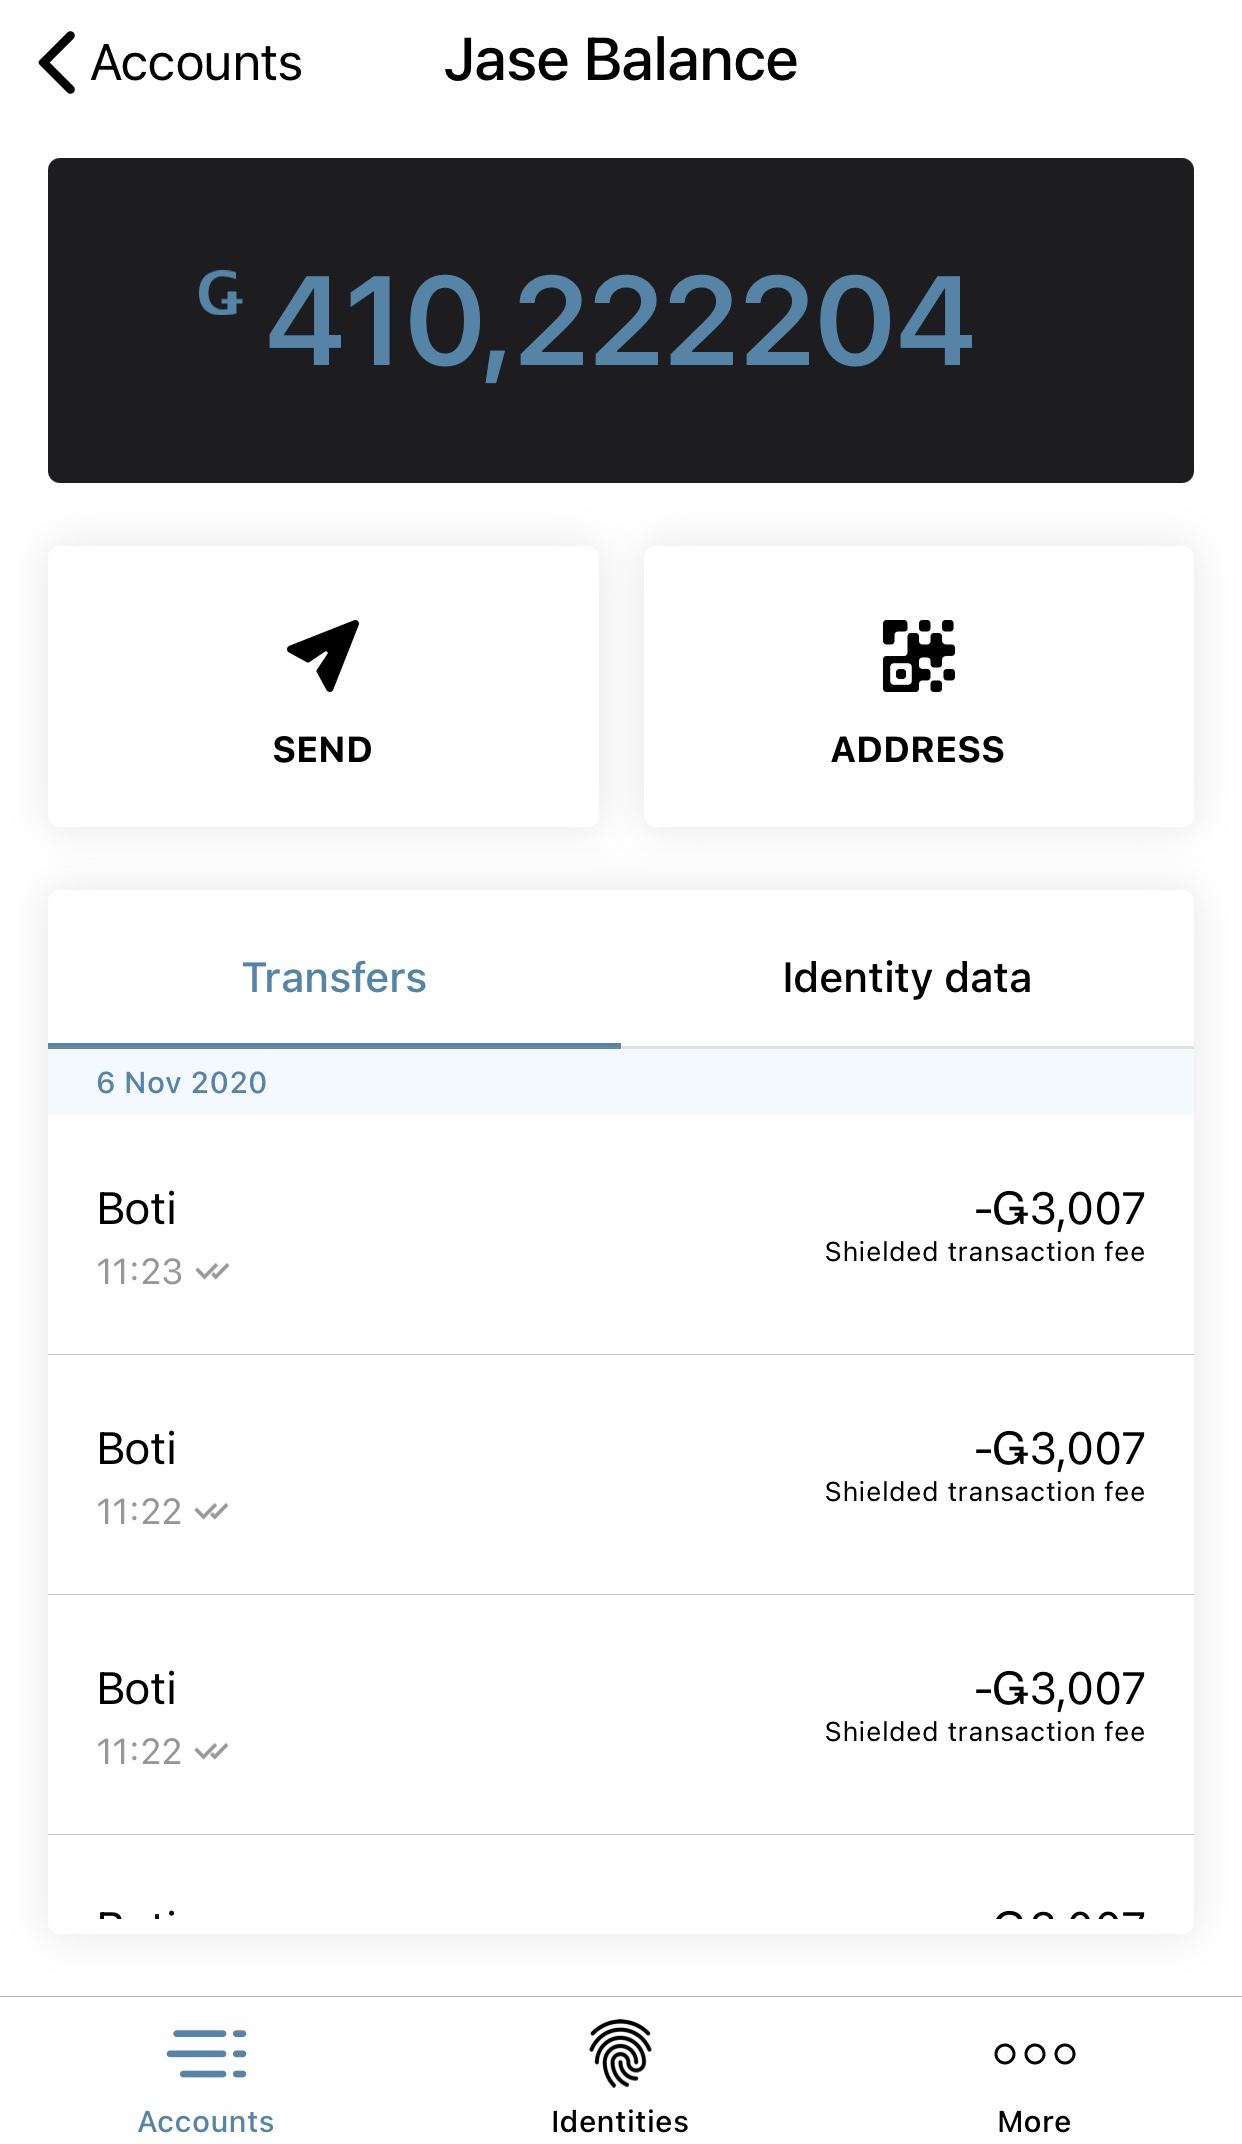 Accounts
Jase Balance
Ǥ 410,222204
SEND
ADDRESS
Transfers
Identity data
6 Nov 2020
Boti
-Ǥ3,007
Shielded transaction fee
11:23
Boti
-Ǥ3,007
Shielded transaction fee
11:22
Boti
-Ǥ3,007
Shielded transaction fee
11:22
Accounts
Identities
More